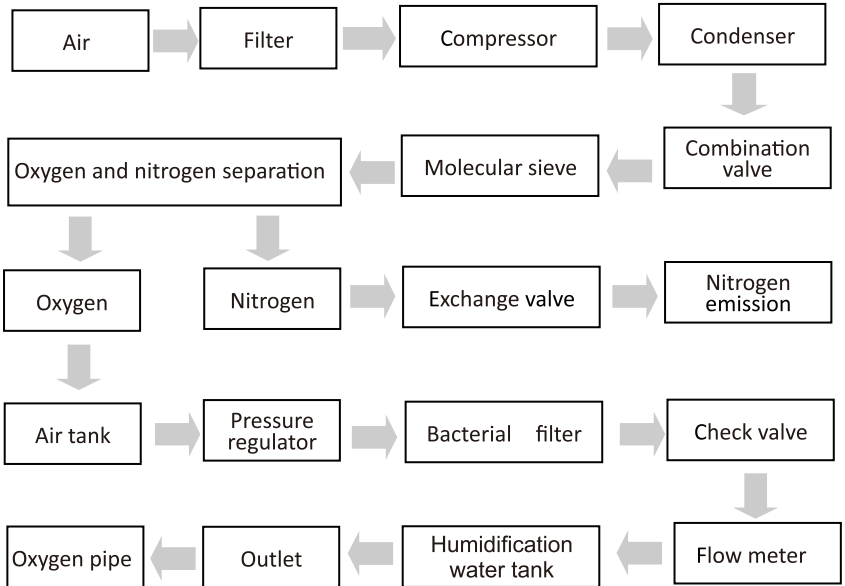 Air
Filter
Compressor
Condenser
Combination
valve
Molecular sieve
Oxygen and nitrogen separation
Oxygen
Nitrogen
Exchange valve
Nitrogen
emission
Air tank
Pressure
regulator
Bacterial filter
Check valve
Flow meter
Humidification
water tank
Outlet
Oxygen pipe